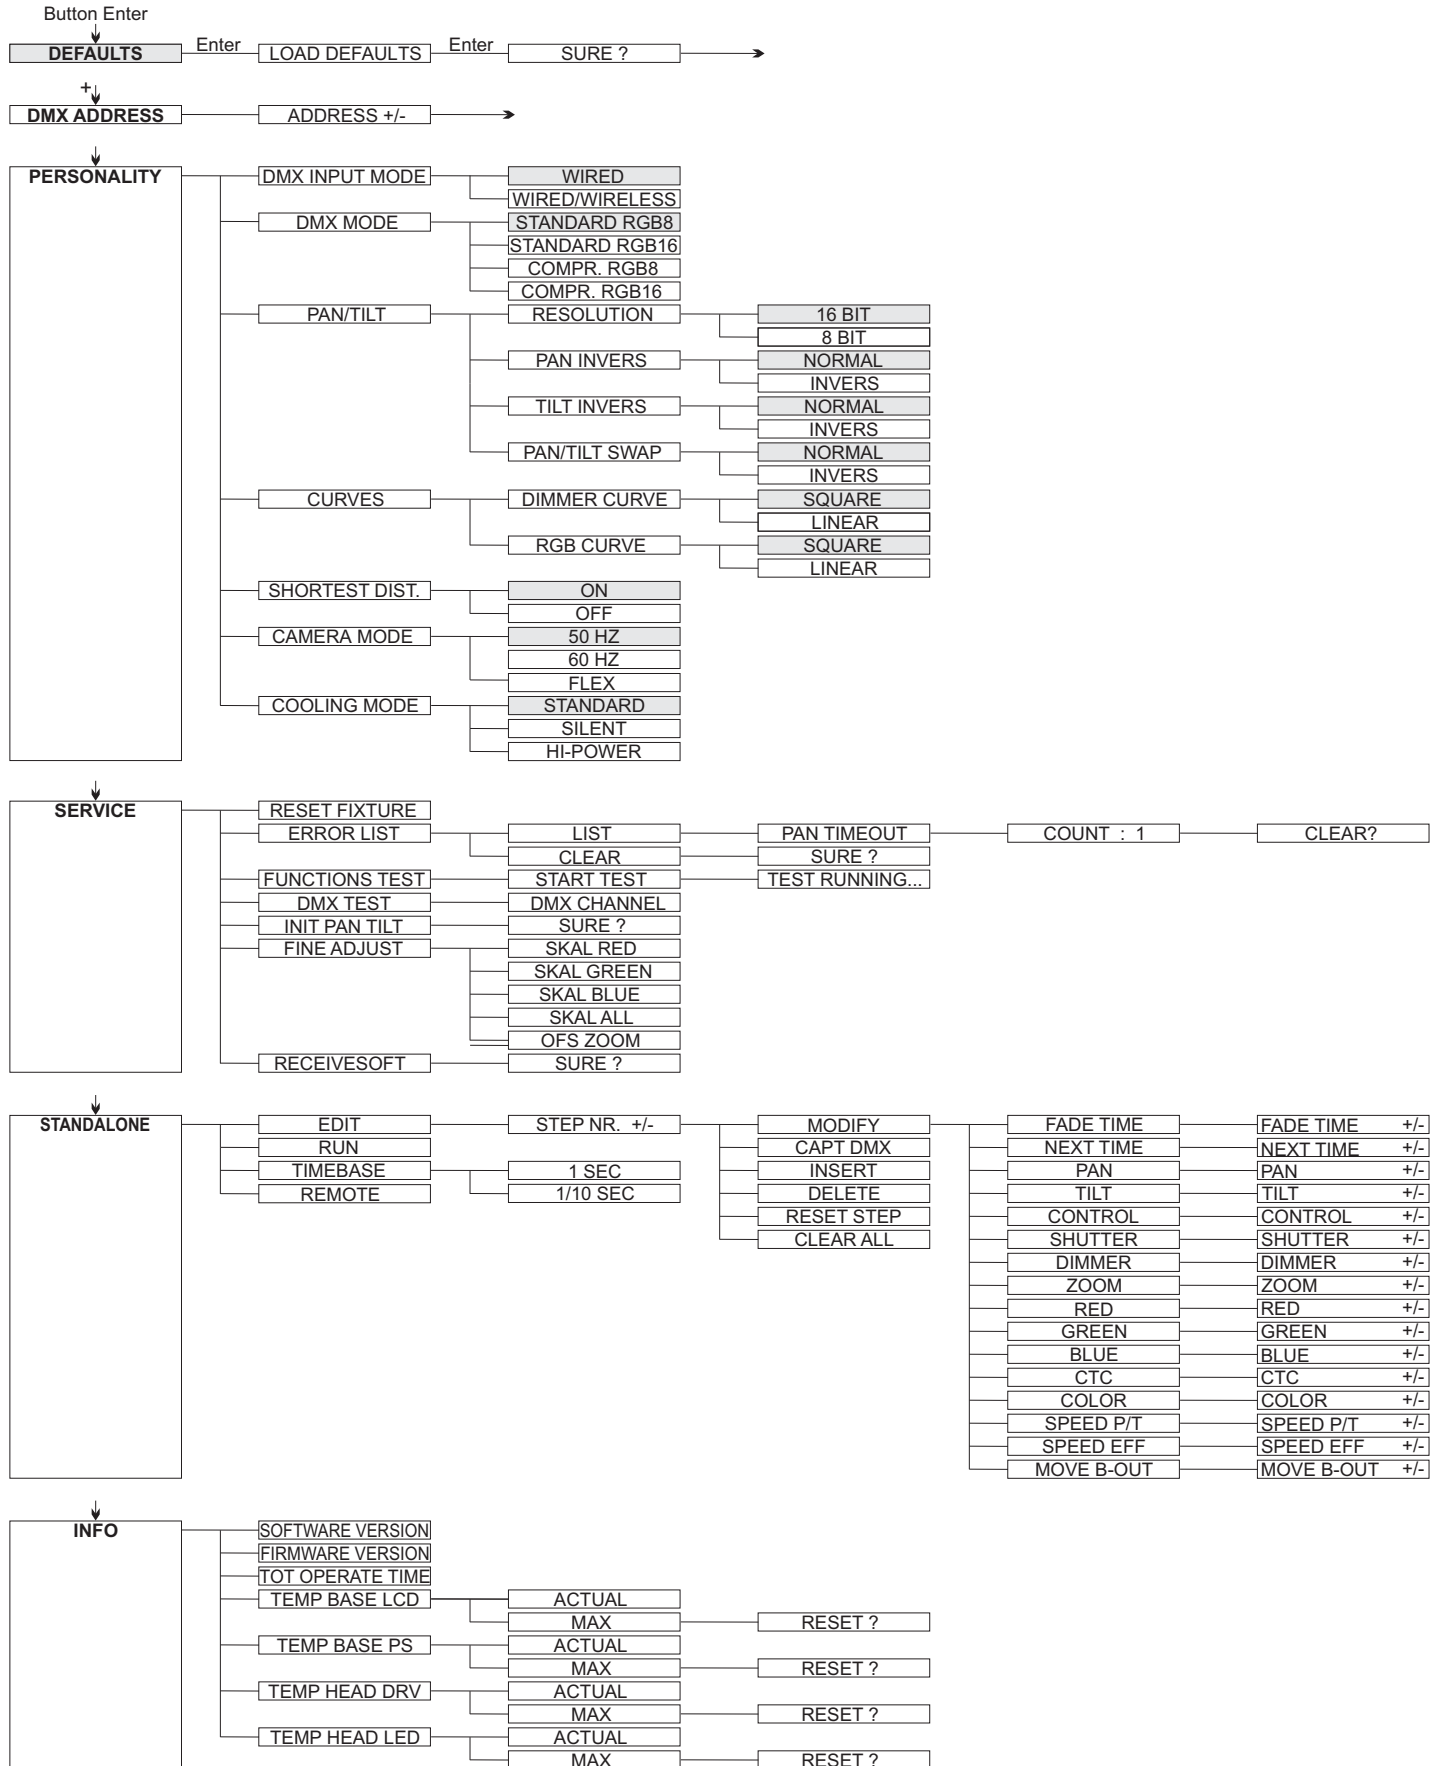 Button Enter
DEFAULTS Enter LOAD DEFAULTS Enter SURE ?
+
DMX ADDRESS ADDRESS +/-
PERSONALITY DMX INPUT MODE WIRED
WIRED/WIRELESS
DMX MODE STANDARD RGB8
STANDARD RGB16
COMPR. RGB8
COMPR. RGB16
PAN/TILT RESOLUTION 16 BIT
8 BIT
PAN INVERS NORMAL
INVERS
TILT INVERS NORMAL
INVERS
PAN/TILT SWAP NORMAL
INVERS
CURVES DIMMER CURVE SQUARE
LINEAR
RGB CURVE SQUARE
LINEAR
SHORTEST DIST. ON
OFF
CAMERA MODE 50 HZ
60 HZ
FLEX
COOLING MODE STANDARD
SILENT
HI-POWER
SERVICE RESET FIXTURE
ERROR LIST LIST PAN TIMEOUT COUNT : 1 CLEAR?
CLEAR SURE ?
FUNCTIONS TEST START TEST TEST RUNNING...
DMX TEST DMX CHANNEL
INIT PAN TILT SURE ?
FINE ADJUST SKAL RED
SKAL GREEN
SKAL BLUE
SKAL ALL
OFS ZOOM
RECEIVESOFT SURE ?
STANDALONE EDIT STEP NR. +/- MODIFY FADE TIME FADE TIME +/-
RUN CAPT DMX NEXT TIME NEXT TIME +/-
TIMEBASE 1 SEC INSERT PAN PAN +/-
REMOTE 1/10 SEC DELETE TILT TILT +/-
RESET STEP CONTROL CONTROL +/-
CLEAR ALL SHUTTER SHUTTER +/-
DIMMER DIMMER +/-
ZOOM ZOOM +/-
RED RED +/-
GREEN GREEN +/-
BLUE BLUE +/-
CTC CTC +/-
COLOR COLOR +/-
SPEED P/T SPEED P/T +/-
SPEED EFF SPEED EFF +/-
MOVE B-OUT MOVE B-OUT +/-
INFO SOFTWARE VERSION
FIRMWARE VERSION
TOT OPERATE TIME
TEMP BASE LCD ACTUAL
MAX RESET ?
TEMP BASE PS ACTUAL
MAX RESET ?
TEMP HEAD DRV ACTUAL
MAX RESET ?
TEMP HEAD LED ACTUAL
MAX RESET ?